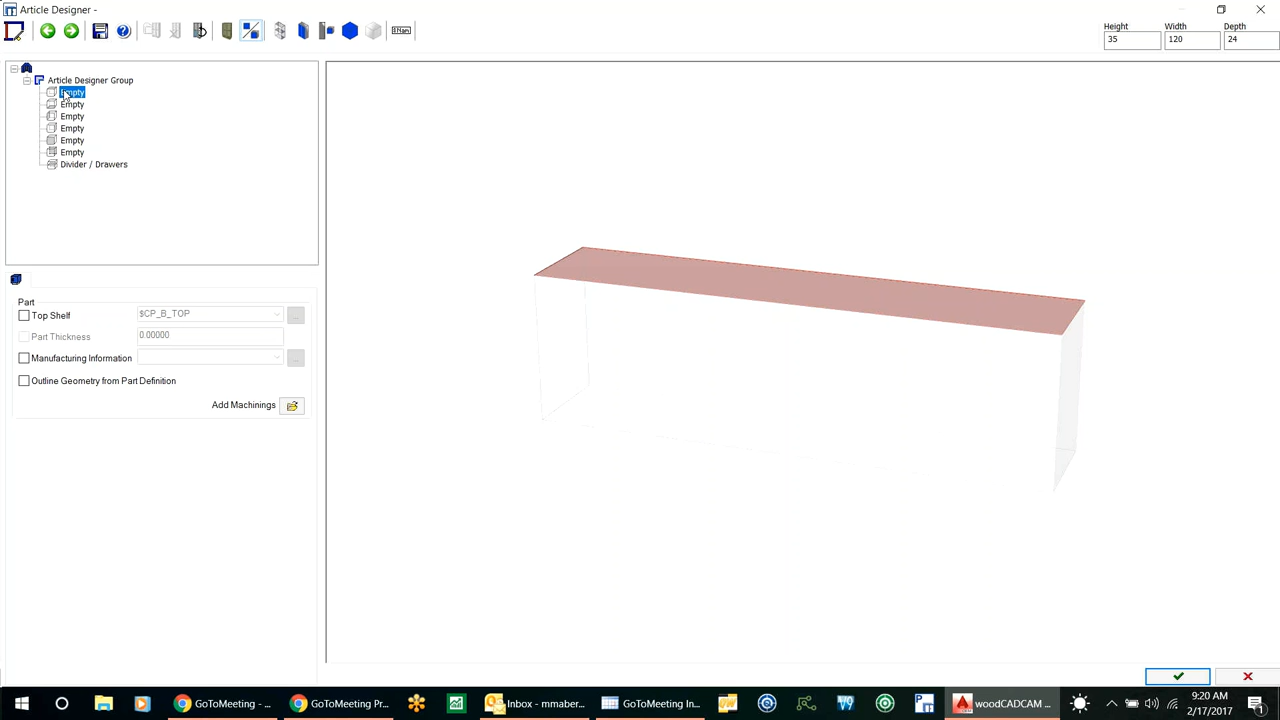 Article Designer -
Height
Width
Depth
35
120
24
Article Designer Group
Empty
Empty
Empty
Empty
Empty
Empty
Divider / Drawers
Part
Top Shelf
$CP_B_TOP
...
Part Thickness
0.00000
Manufacturing Information
...
Outline Geometry from Part Definition
Add Machinings
GoToMeeting - ...
GoToMeeting Pr...
Inbox - mmaber...
GoToMeeting In...
woodCADCAM ...
9:20 AM
2/17/2017